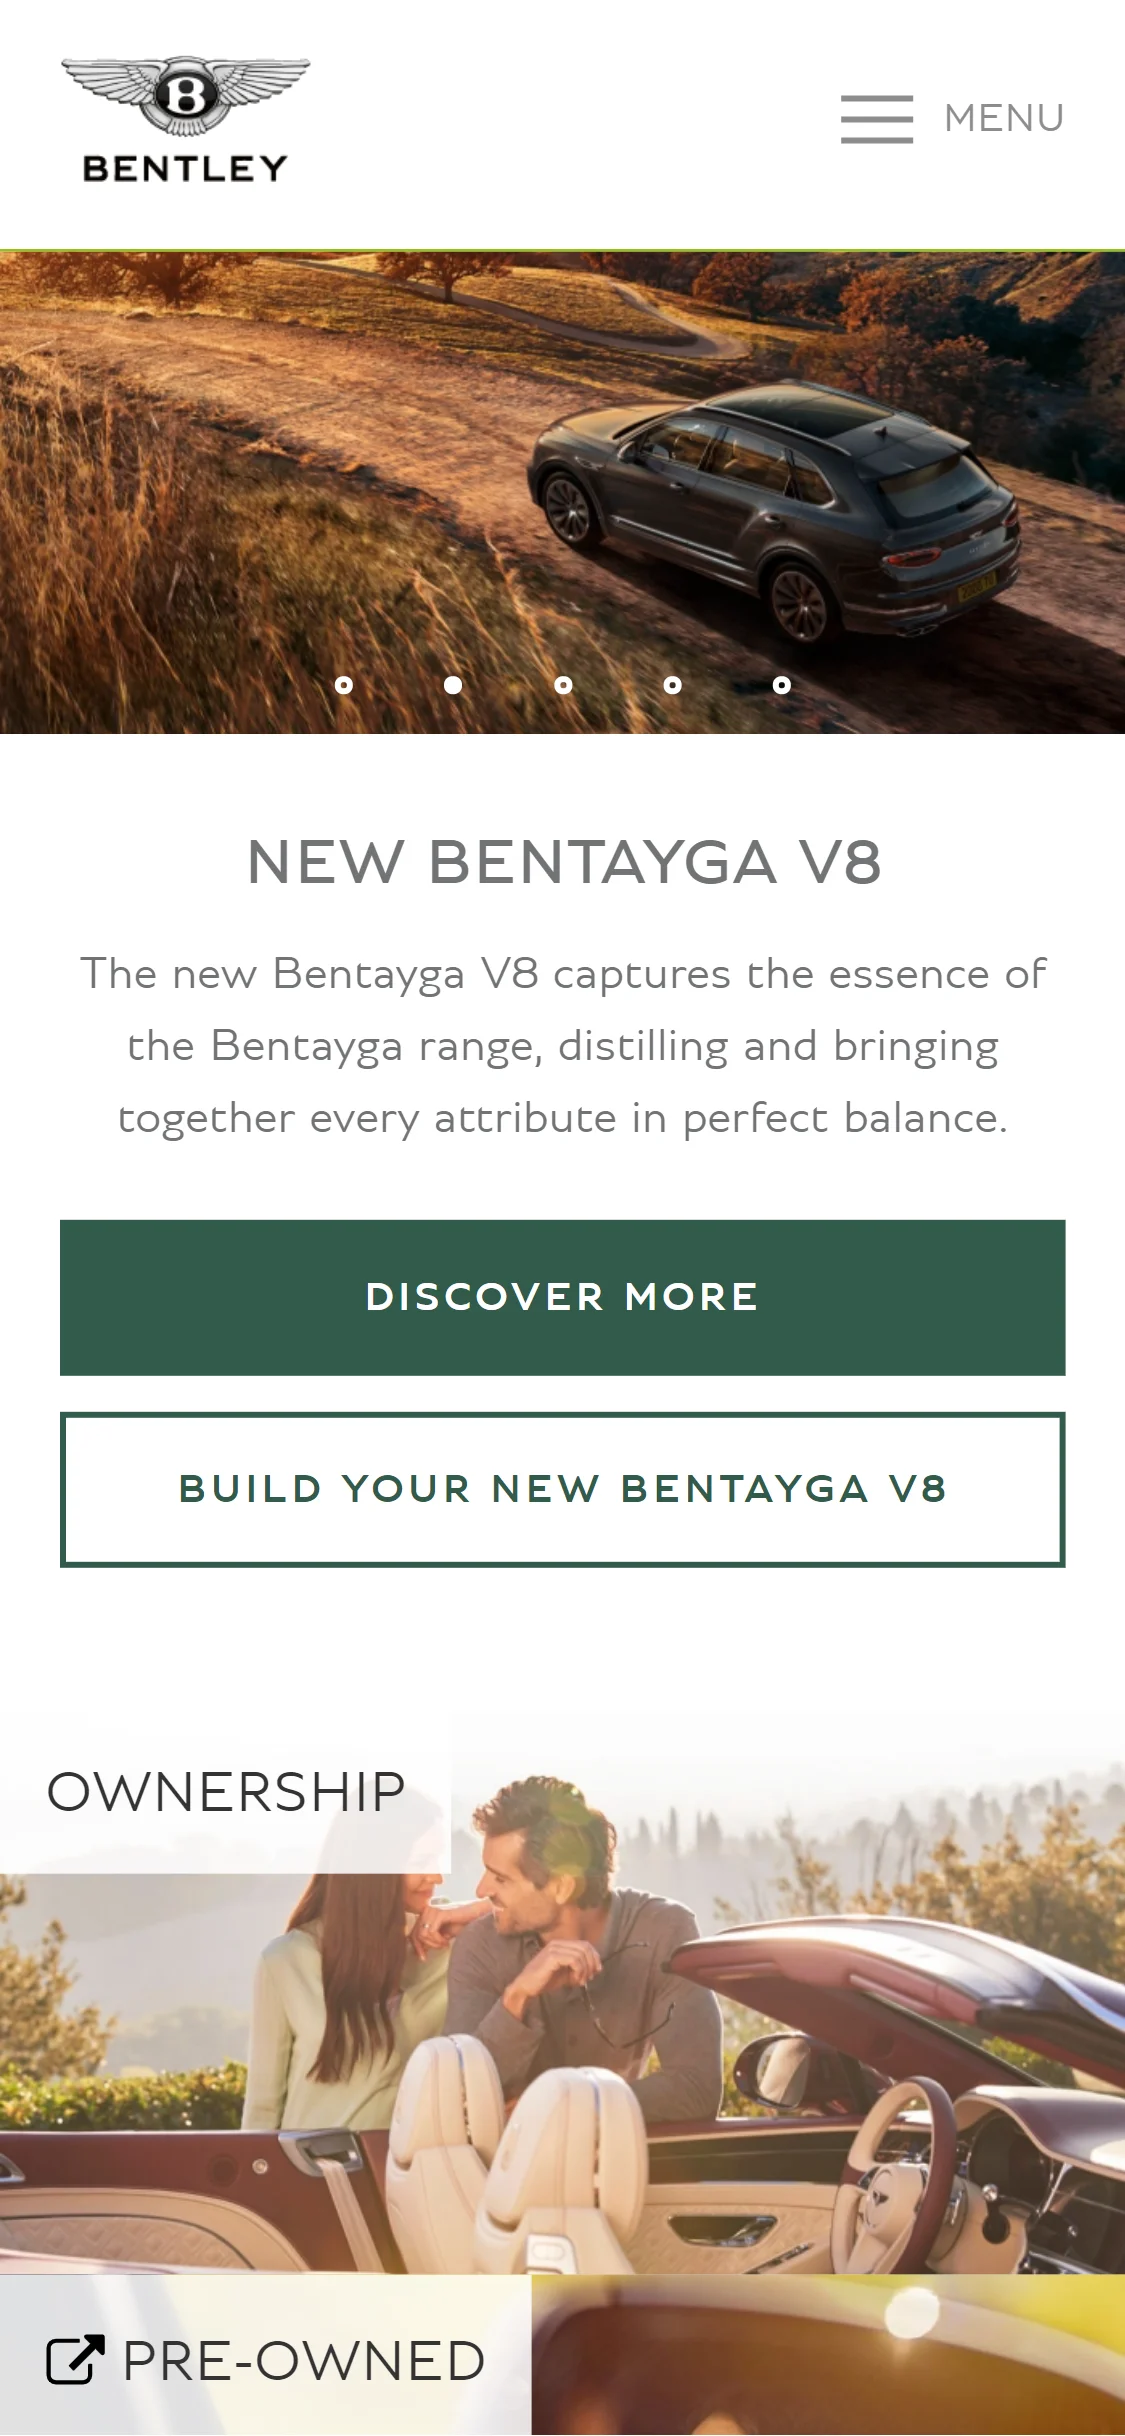 B
BENTLEY
MENU
NEW BENTAYGA V8
The new Bentayga V8 captures the essence of
the Bentayga range, distilling and bringing
together every attribute in perfect balance.
DISCOVER MORE
BUILD YOUR NEW BENTAYGA V8
OWNERSHIP
PRE-OWNED